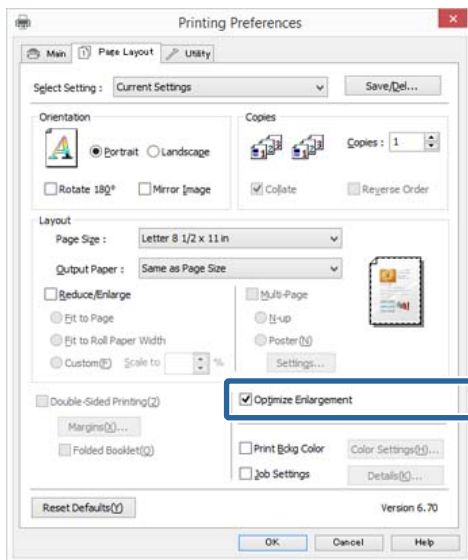 Printing Preferences
Main Page Layout Utility
Select Setting : Current Settings Save/Del...
Orientation
Portrait Landscape
Rotate 180° Mirror Image
Copies
Copies : 1
Collate Reverse Order
Layout
Page Size : Letter 8 1/2 x 11 in
Output Paper : Same as Page Size
Reduce/Enlarge
Fit to Page
Fit to Roll Paper Width
Custom(F) Scale to %
Multi-Page
N-up
Poster(N)
Settings...
Double-Sided Printing(2)
Margins(X)...
Folded Booklet(Q)
Optimize Enlargement
Print Bckg Color Color Settings(H)...
Job Settings Details(K)...
Reset Defaults(Y) Version 6.70
OK Cancel Help